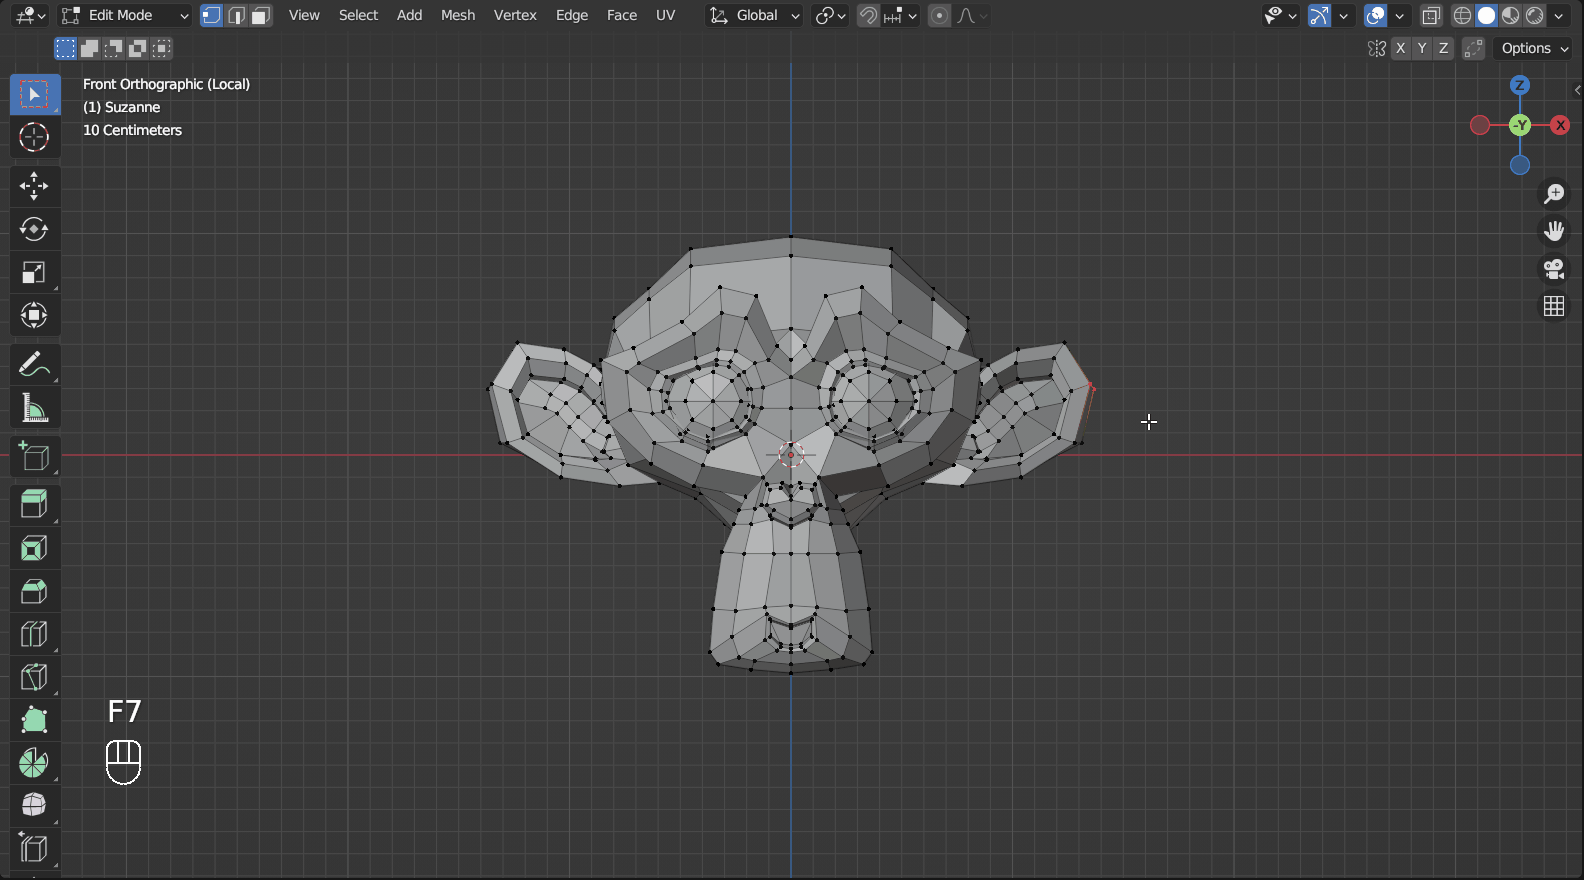 Edit Mode View Select Add Mesh Vertex Edge Face UV Global
X Y Z Options
Front Orthographic (Local)
(1) Suzanne
10 Centimeters
Z
-Y X
F7